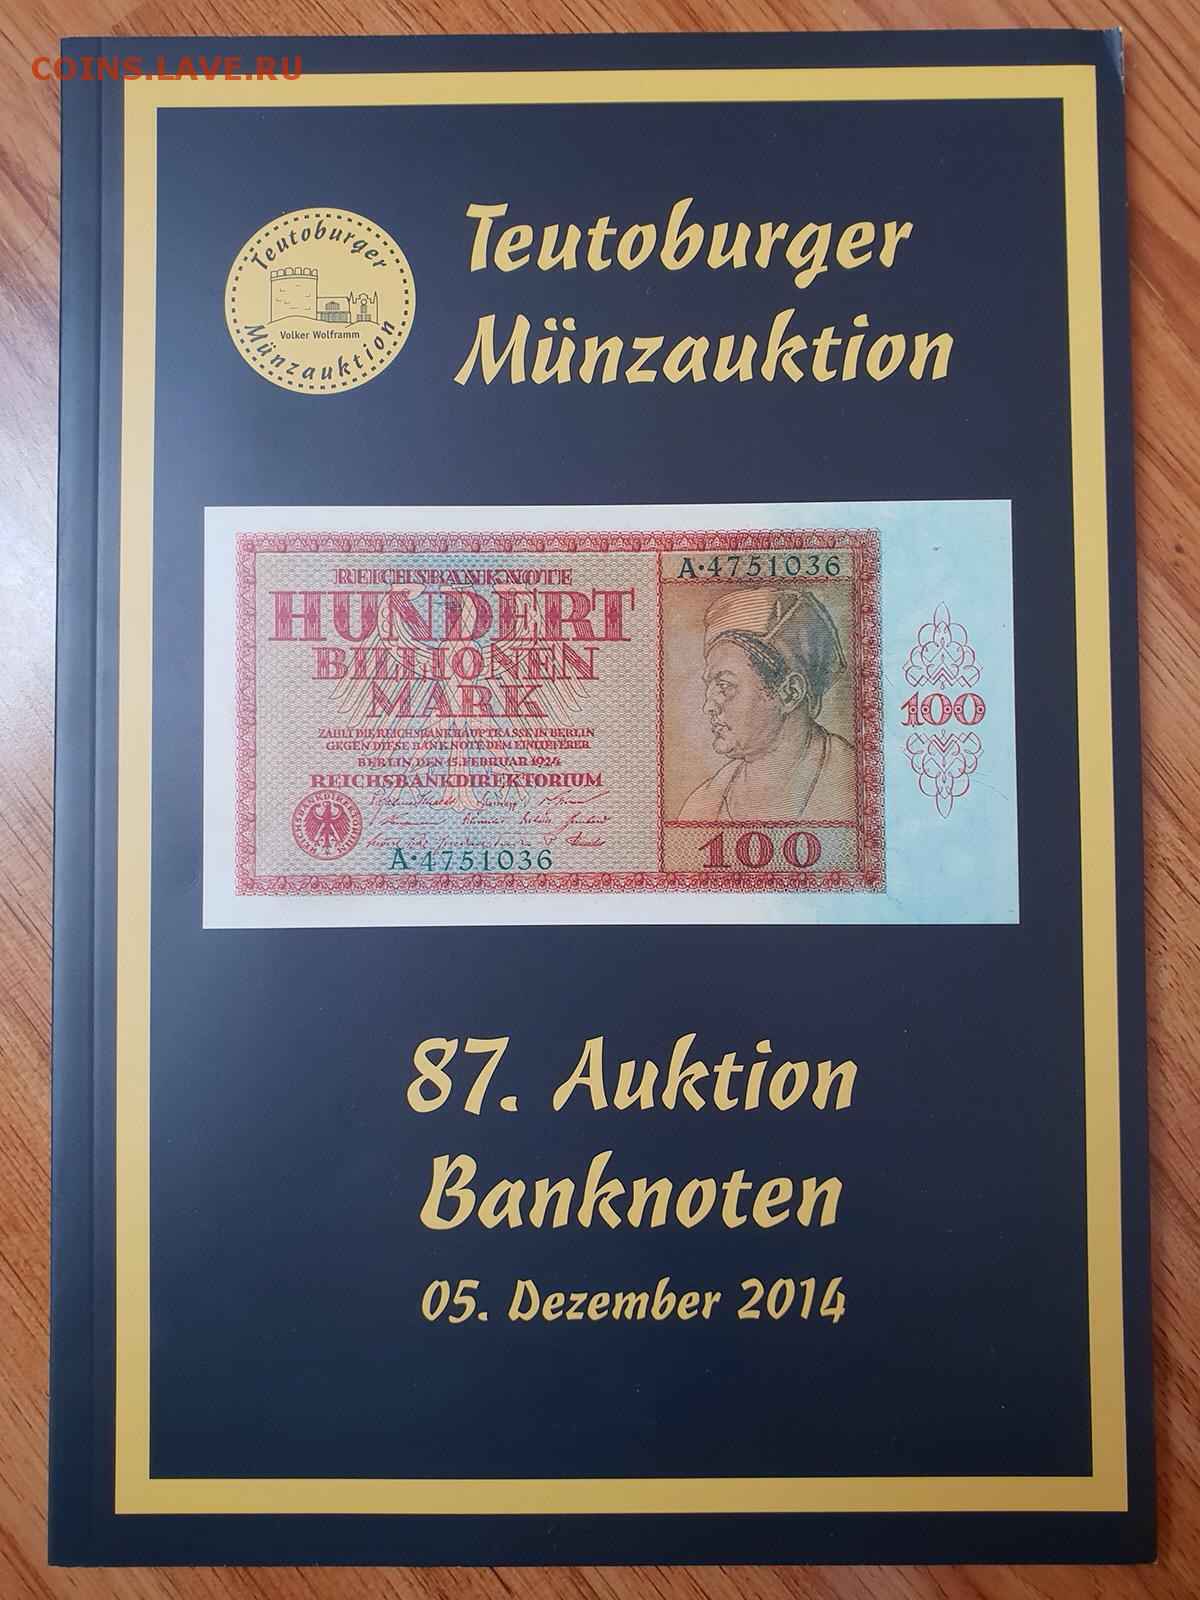 COINS.LAVE.RU
Teutoburger
Volker Wolframm
Münzauktion
Teutoburger
Münzauktion
REICHSBANKNOTE
HUNDERT
BILLIONEN
MARK
ZAHLT DIE REICHSBANKHAUPTKASSE IN BERLIN
GEGEN DIESE BANKNOTE DEM EINLIEFERER
BERLIN, DEN 15. FEBRUAR 1924
REICHSBANKDIREKTORIUM
A·4751036
A·4751036
100
100
87. Auktion
Banknoten
05. Dezember 2014